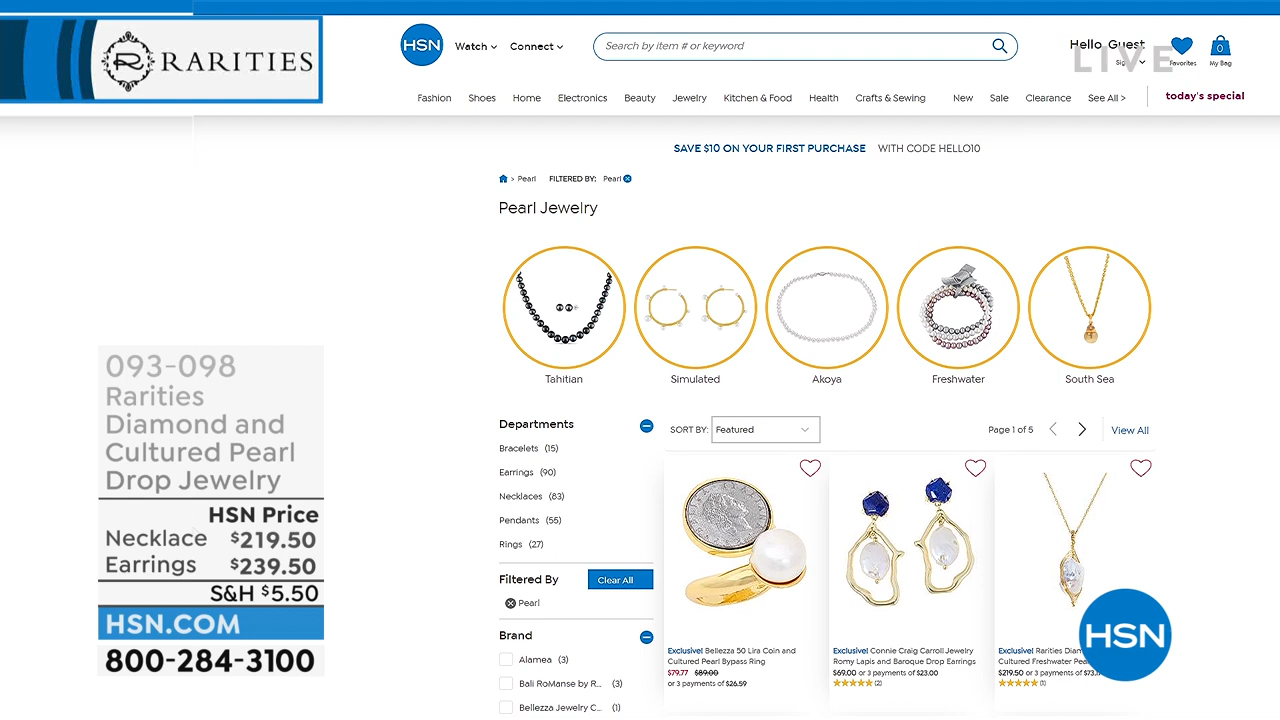 R RARITIES
HSN
Watch
Connect
Search by item # or keyword
Hello, Guest
LIVE
Favorites
0
My Bag
Fashion Shoes Home Electronics Beauty Jewelry Kitchen & Food Health Crafts & Sewing New Sale Clearance See All > today's special
SAVE $10 ON YOUR FIRST PURCHASE WITH CODE HELLO10
> Pearl FILTERED BY: Pearl
Pearl Jewelry
Tahitian Simulated Akoya Freshwater South Sea
093-098
Rarities
Diamond and
Cultured Pearl
Drop Jewelry
HSN Price
Necklace $219.50
Earrings $239.50
S&H $5.50
HSN.COM
800-284-3100
Departments
Bracelets (15)
Earrings (90)
Necklaces (83)
Pendants (55)
Rings (27)
Filtered By Clear All
Pearl
Brand
Alamea (3)
Bali RoManse by R... (3)
Bellezza Jewelry C... (1)
SORT BY: Featured
Page 1 of 5
View All
Exclusive! Bellezza 50 Lira Coin and
Cultured Pearl Bypass Ring
$79.77 $89.00
or 3 payments of $26.59
Exclusive! Connie Craig Carroll Jewelry
Romy Lapis and Baroque Drop Earrings
$69.00 or 3 payments of $23.00
(2)
Exclusive! Rarities
Cultured Freshwater
$219.50 or 3 payments of
(1)
HSN